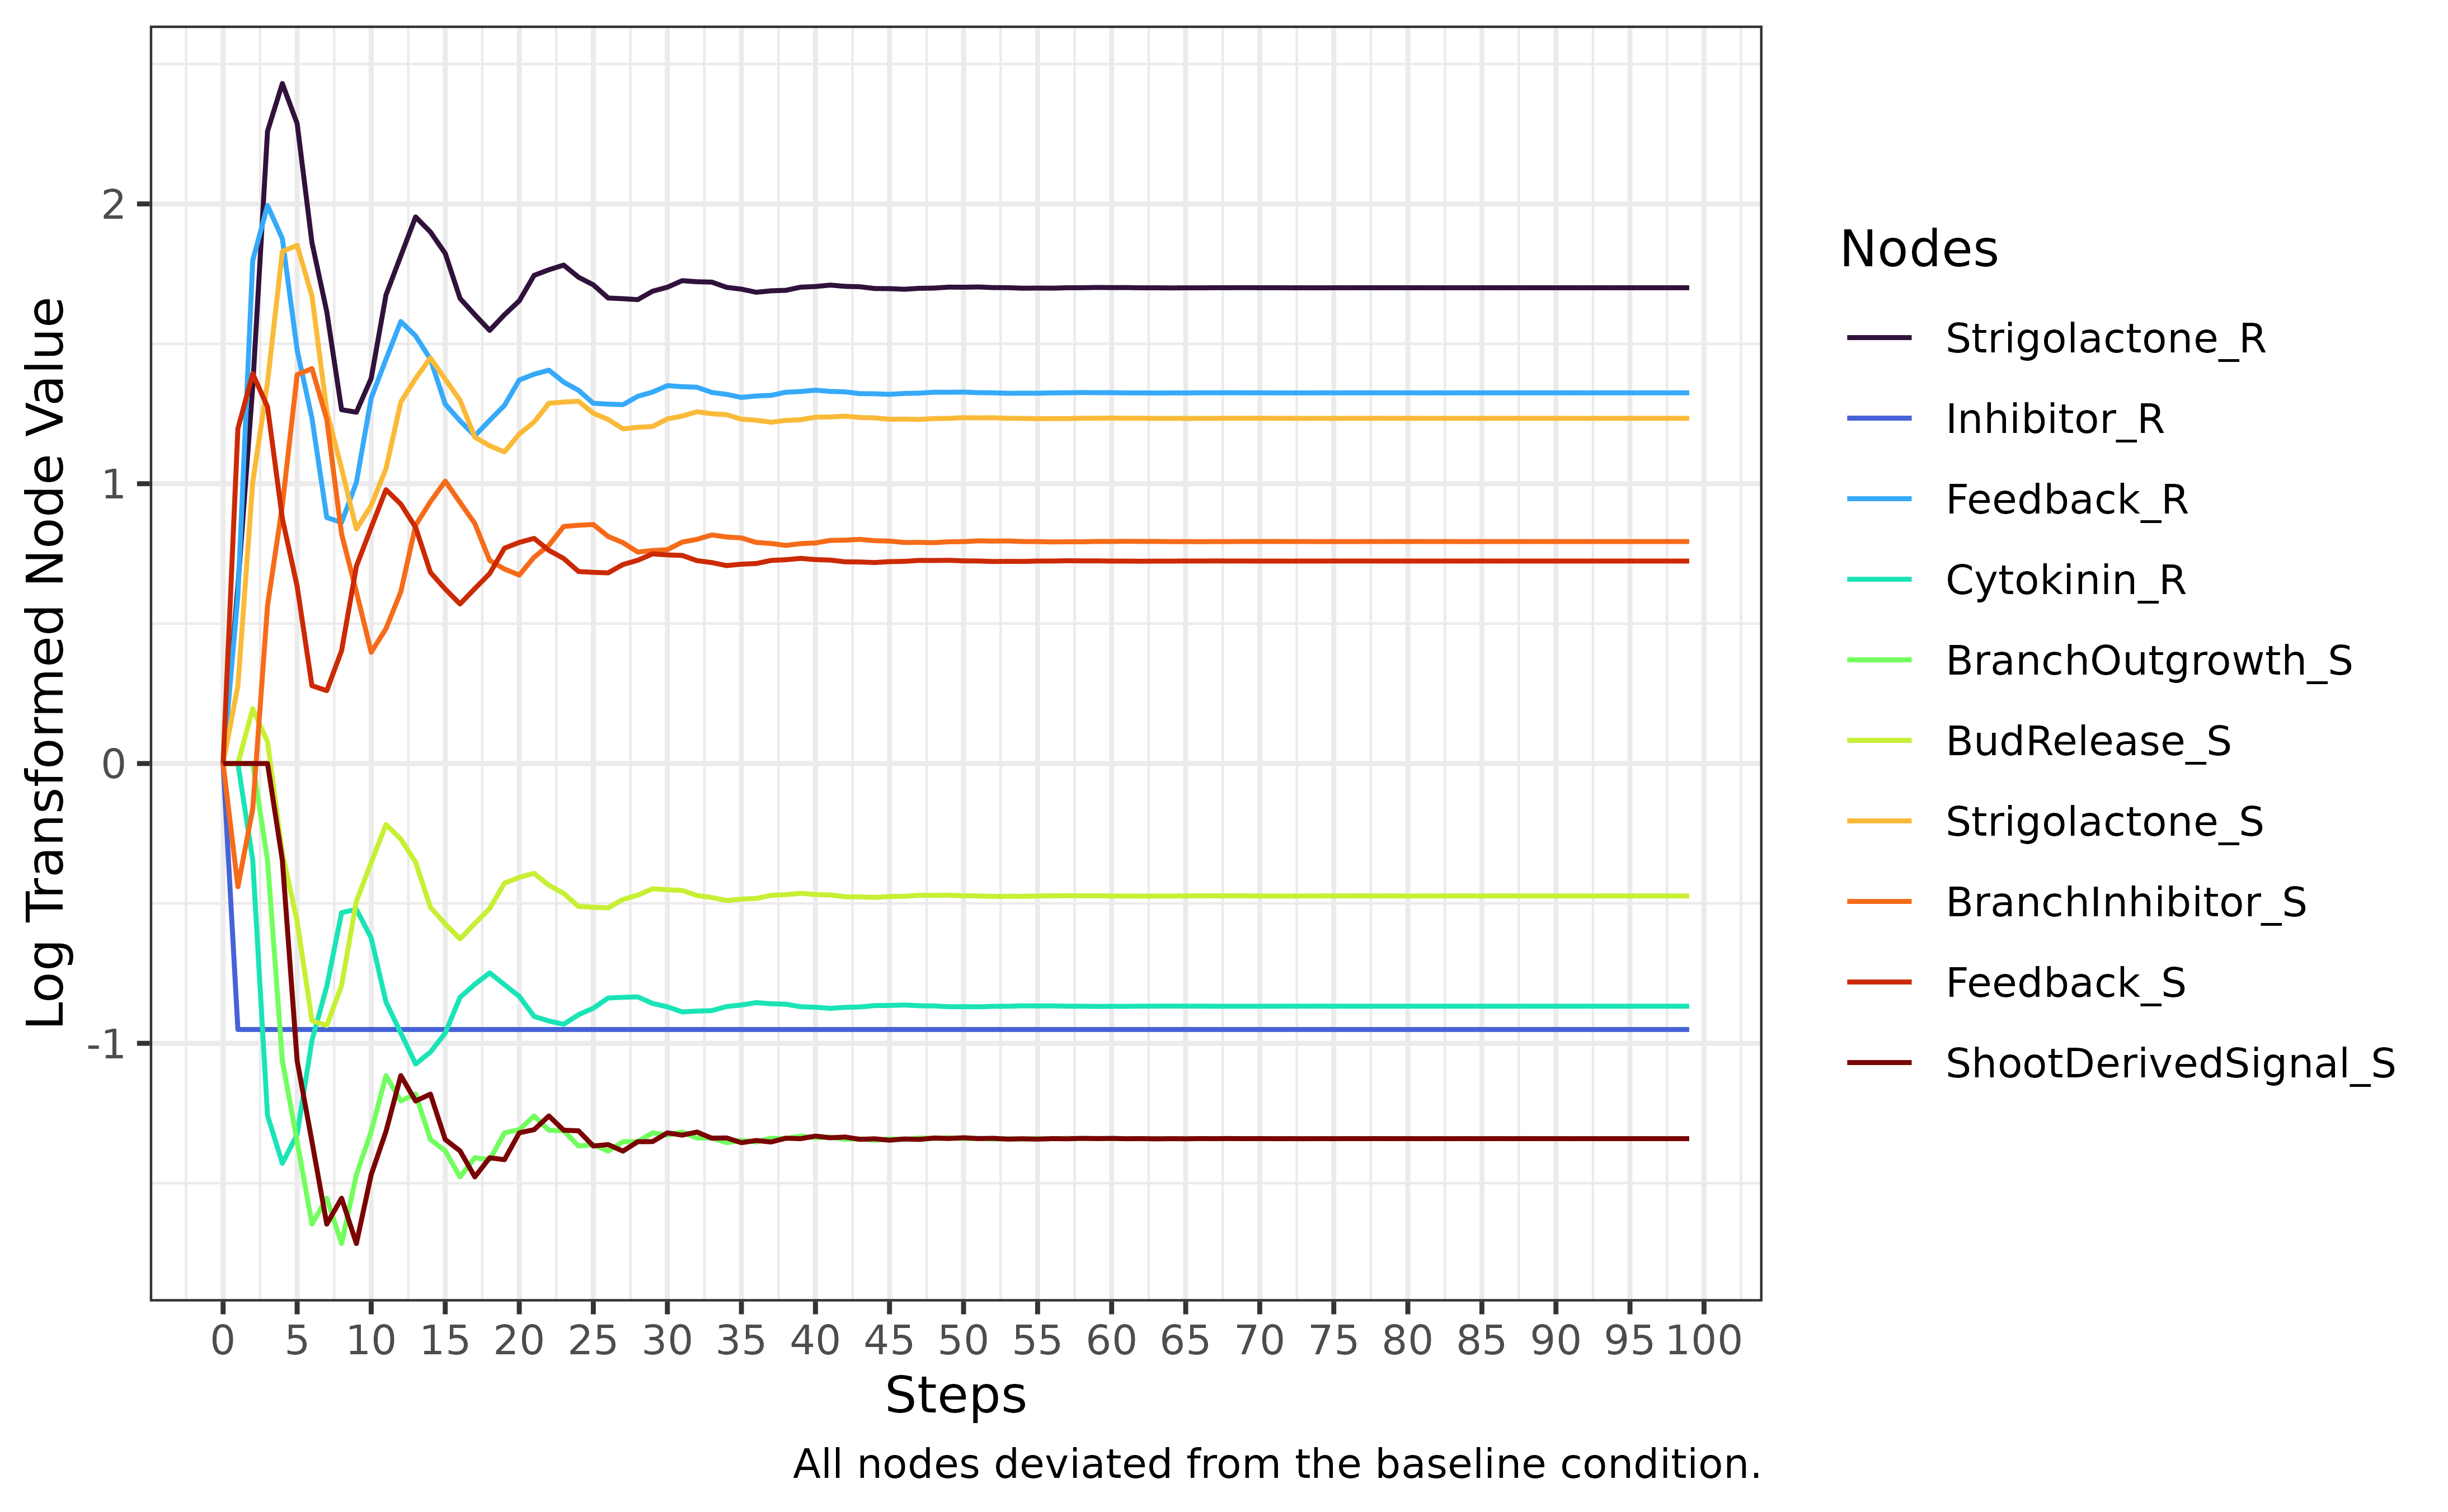 Log Transformed Node Value
2
1
0
-1
0 5 10 15 20 25 30 35 40 45 50 55 60 65 70 75 80 85 90 95 100
Steps
All nodes deviated from the baseline condition.
Nodes
Strigolactone_R
Inhibitor_R
Feedback_R
Cytokinin_R
BranchOutgrowth_S
BudRelease_S
Strigolactone_S
BranchInhibitor_S
Feedback_S
ShootDerivedSignal_S